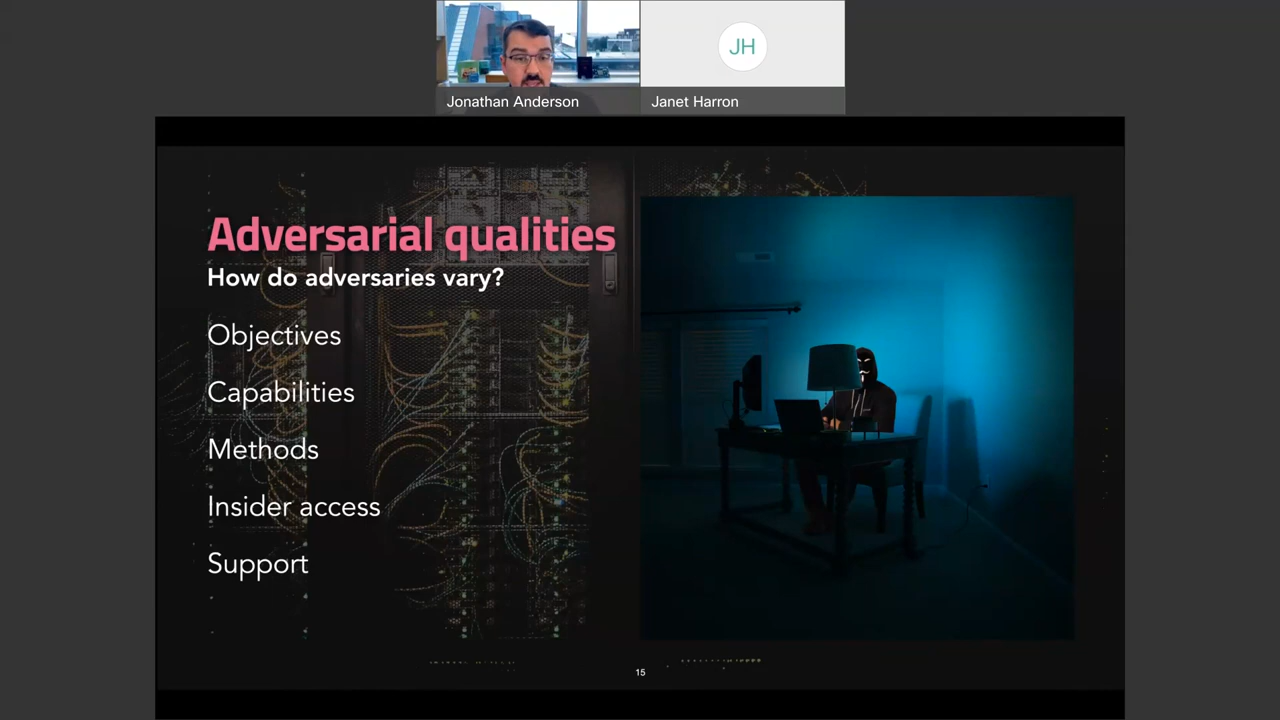 JH
Jonathan Anderson
Janet Harron
Adversarial qualities
How do adversaries vary?
Objectives
Capabilities
Methods
Insider access
Support
15